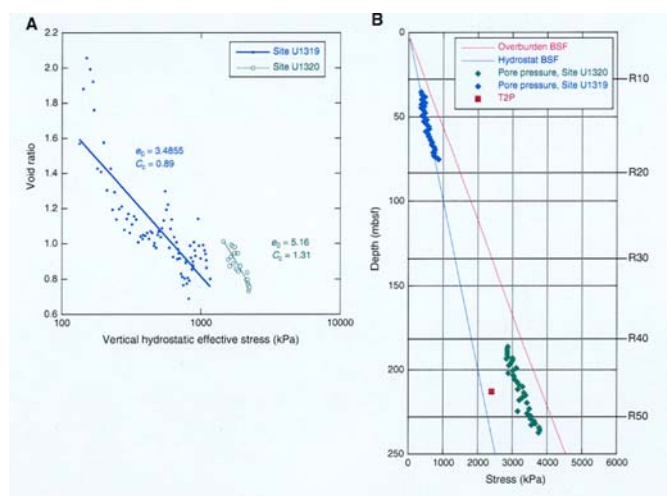 A
Site U1319
Site U1320
2.2
2.0
1.8
1.6
1.4
1.2
1.0
0.8
0.6
Void ratio
e₀ = 3.4855
C꜀ = 0.89
e₀ = 5.16
C꜀ = 1.31
100
1000
10000
Vertical hydrostatic effective stress (kPa)
B
Overburden BSF
Hydrostat BSF
Pore pressure, Site U1320
Pore pressure, Site U1319
T2P
0
50
100
150
200
250
Depth (mbsf)
R10
R20
R30
R40
R50
0
1000
2000
3000
4000
5000
6000
Stress (kPa)